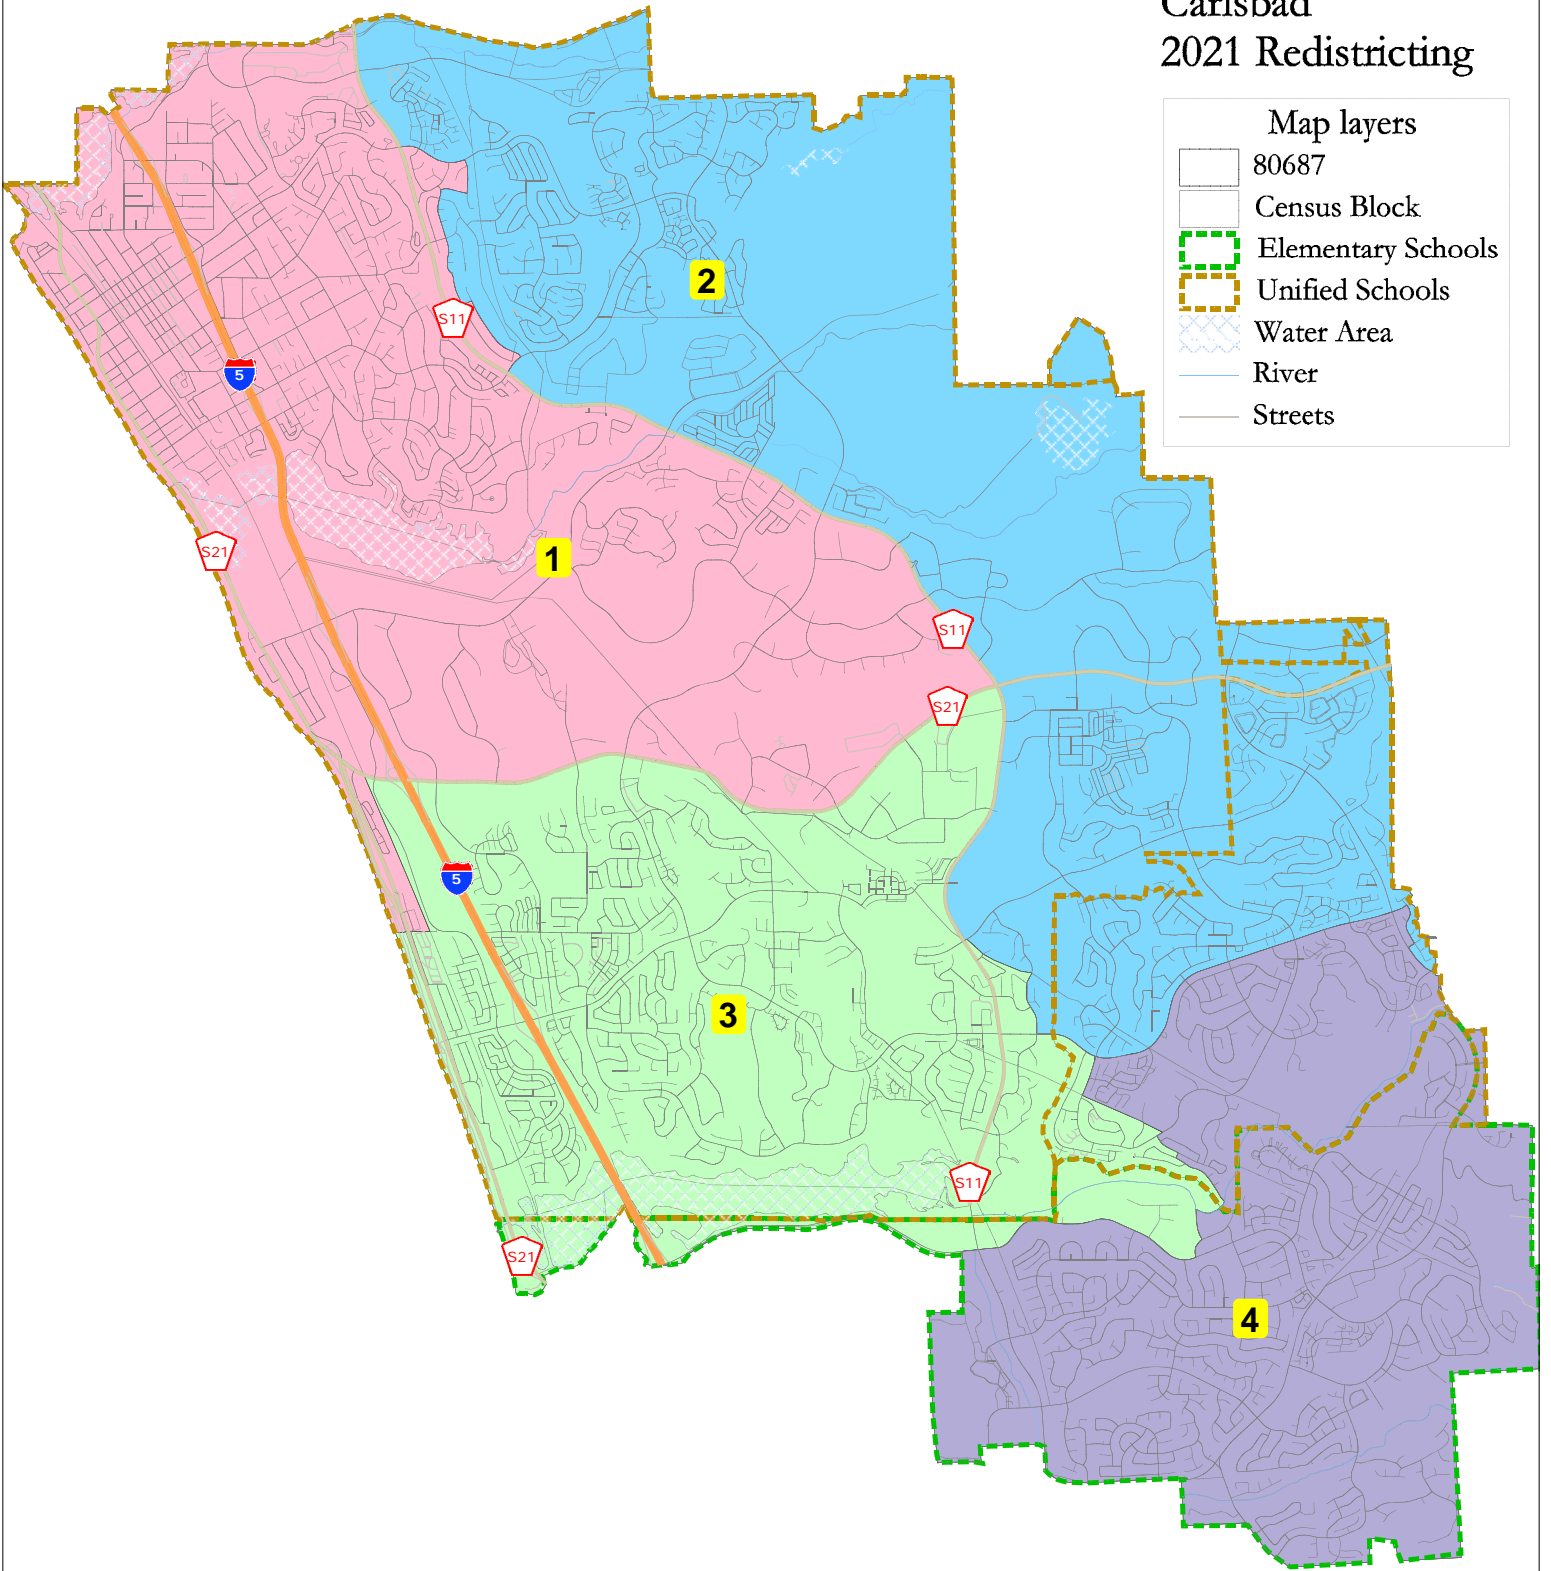 Carlsbad
2021 Redistricting
Map layers
80687
Census Block
Elementary Schools
Unified Schools
Water Area
River
Streets
2
S11
5
S21
1
S11
S21
5
3
S11
S21
4